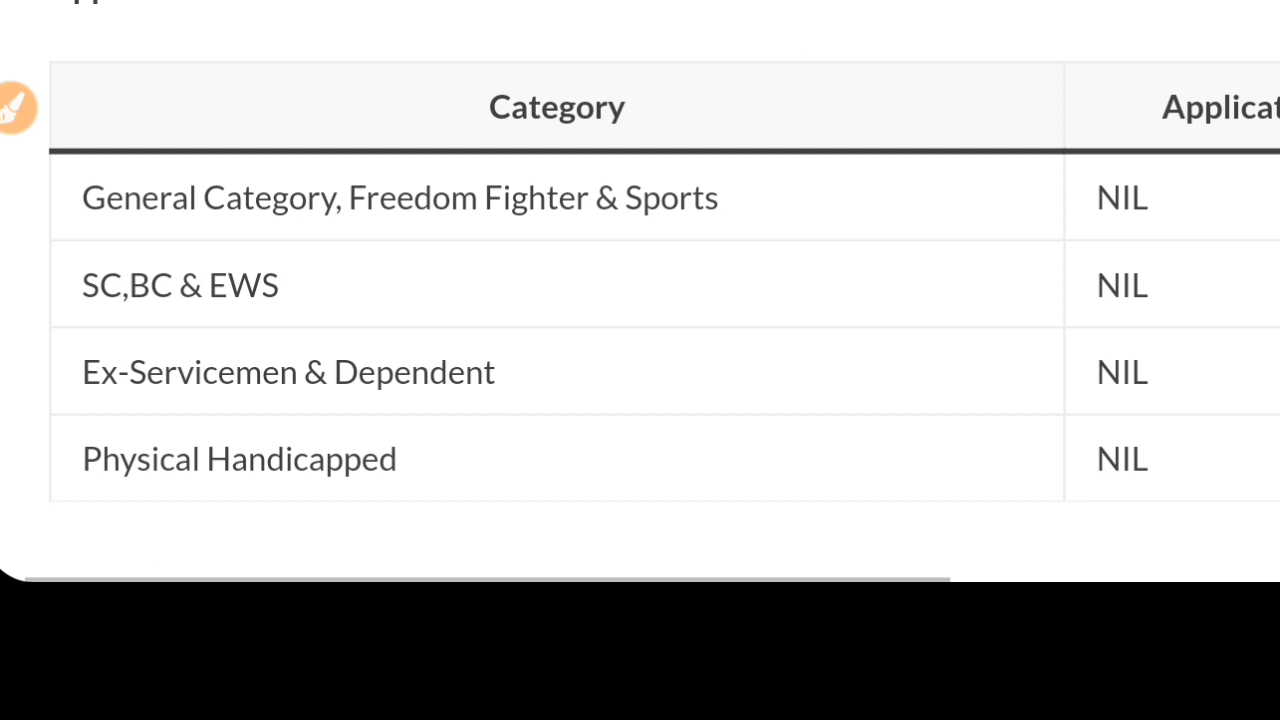 Category Applicat
General Category, Freedom Fighter & Sports NIL
SC,BC & EWS NIL
Ex-Servicemen & Dependent NIL
Physical Handicapped NIL